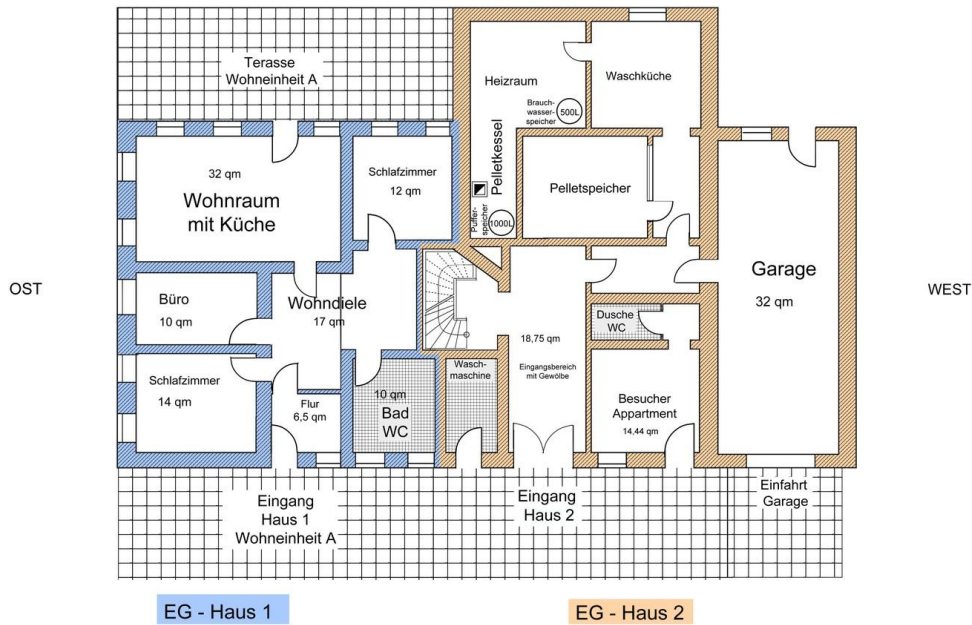 Terasse
Wohneinheit A
Heizraum
Waschküche
Brauch-
wasser-
speicher
500L
Pelletkessel
32 qm
Wohnraum
mit Küche
Schlafzimmer
12 qm
Pelletspeicher
Puffer-
speicher
1000L
OST
WEST
Garage
32 qm
Büro
10 qm
Wohndiele
17 qm
Dusche
WC
18,75 qm
Eingangsbereich
mit Gewölbe
Wasch-
maschine
Schlafzimmer
14 qm
Flur
6,5 qm
10 qm
Bad
WC
Besucher
Appartment
14,44 qm
Eingang
Haus 1
Wohneinheit A
Eingang
Haus 2
Einfahrt
Garage
EG - Haus 1
EG - Haus 2